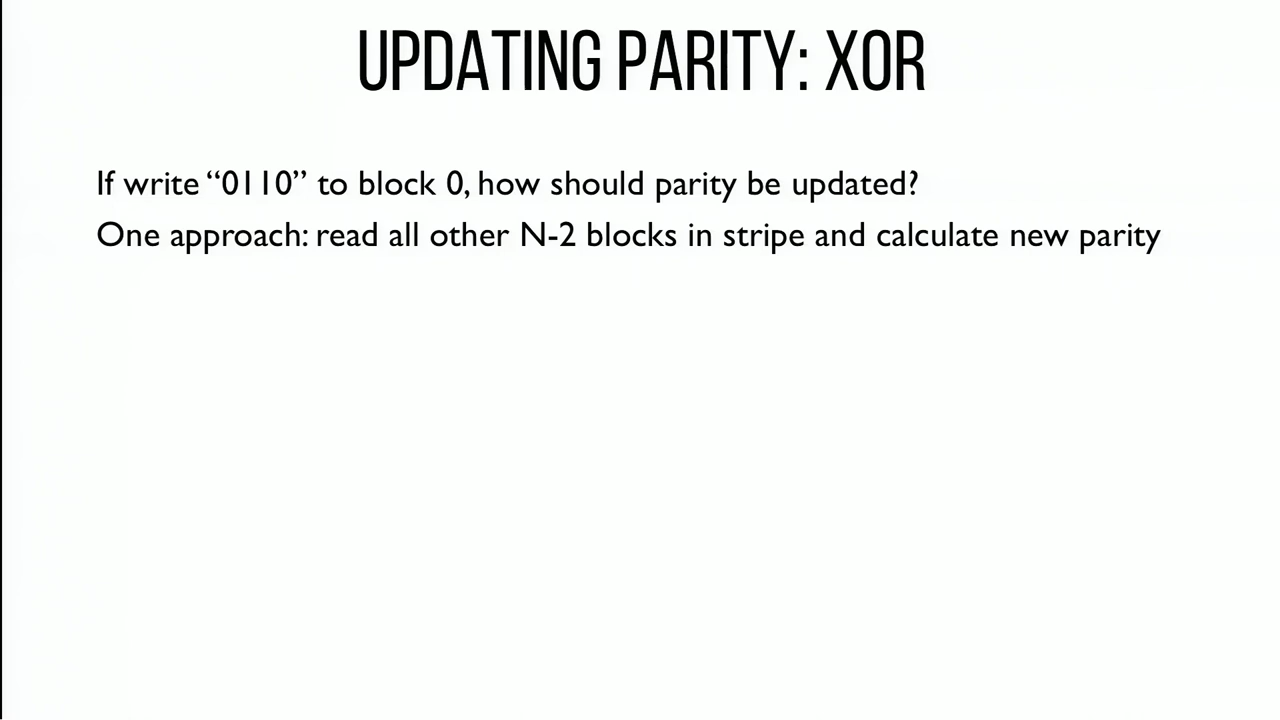 UPDATING PARITY: XOR
If write “0110” to block 0, how should parity be updated?
One approach: read all other N-2 blocks in stripe and calculate new parity